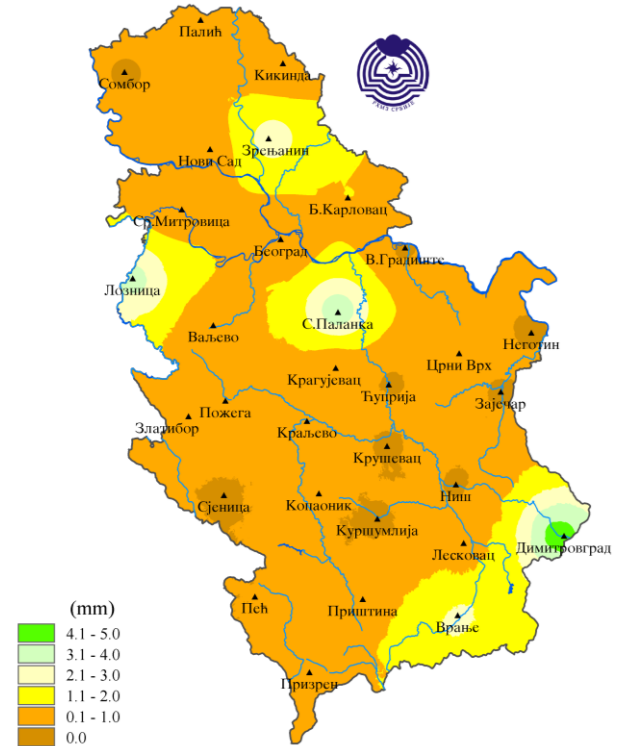 Палић
Кикинда
Сомбор
Зрењанин
Нови Сад
Б.Карловац
Ср.Митровица
Београд
В.Градиште
Лозница
С.Паланка
Ваљево
Неготин
Црни Врх
Крагујевац
Ћуприја
Зајечар
Пожега
Златибор
Краљево
Крушевац
Ниш
Сјеница
Копаоник
Куршумлија
Димитровград
Лесковац
Пећ
Приштина
Врање
Призрен
(mm)
4.1 - 5.0
3.1 - 4.0
2.1 - 3.0
1.1 - 2.0
0.1 - 1.0
0.0